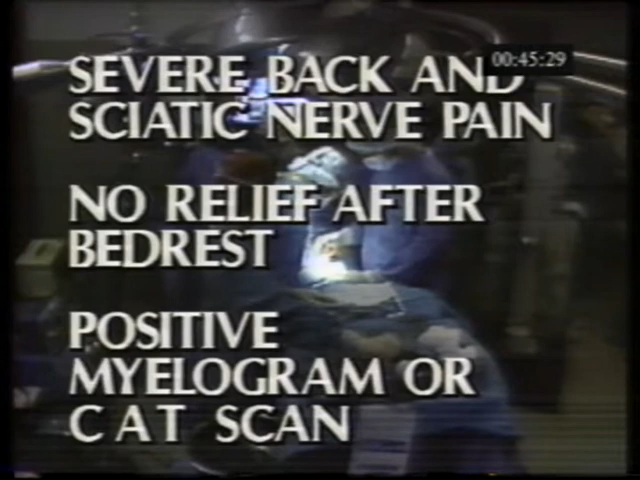 00:45:29
SEVERE BACK AND
SCIATIC NERVE PAIN
NO RELIEF AFTER
BEDREST
POSITIVE
MYELOGRAM OR
CAT SCAN